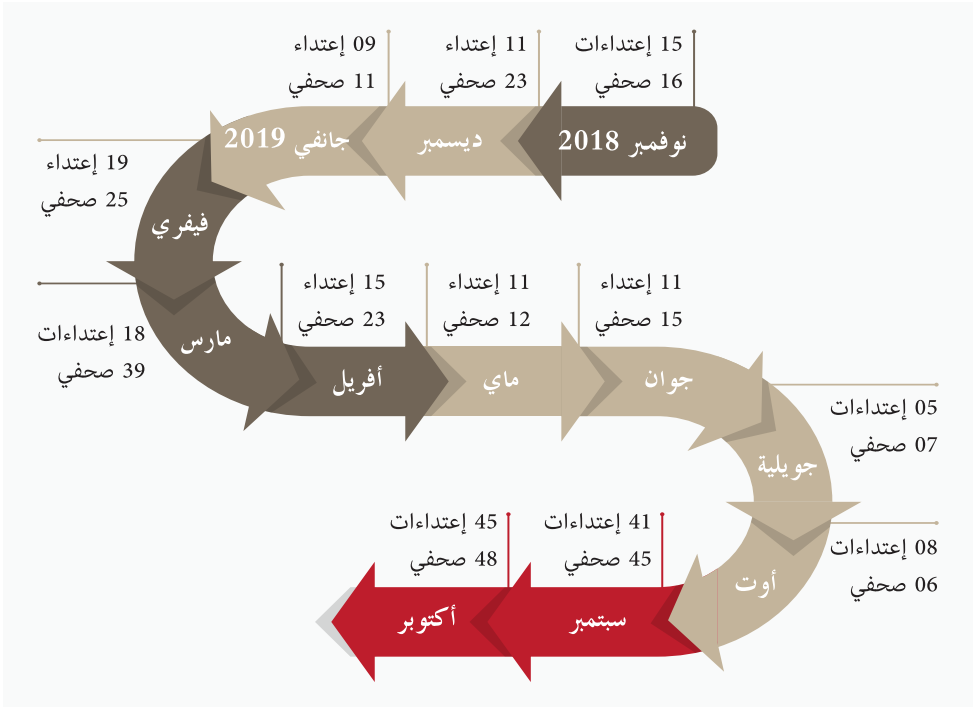 15 إعتداءات
16 صحفي
نوفمبر 2018
11 إعتداء
23 صحفي
ديسمبر
09 إعتداء
11 صحفي
جانفي 2019
19 إعتداء
25 صحفي
فيفري
18 إعتداءات
39 صحفي
مارس
15 إعتداء
23 صحفي
أفريل
11 إعتداء
12 صحفي
ماي
11 إعتداء
15 صحفي
جوان
05 إعتداءات
07 صحفي
جويلية
08 إعتداءات
06 صحفي
أوت
41 إعتداءات
45 صحفي
سبتمبر
45 إعتداءات
48 صحفي
أكتوبر